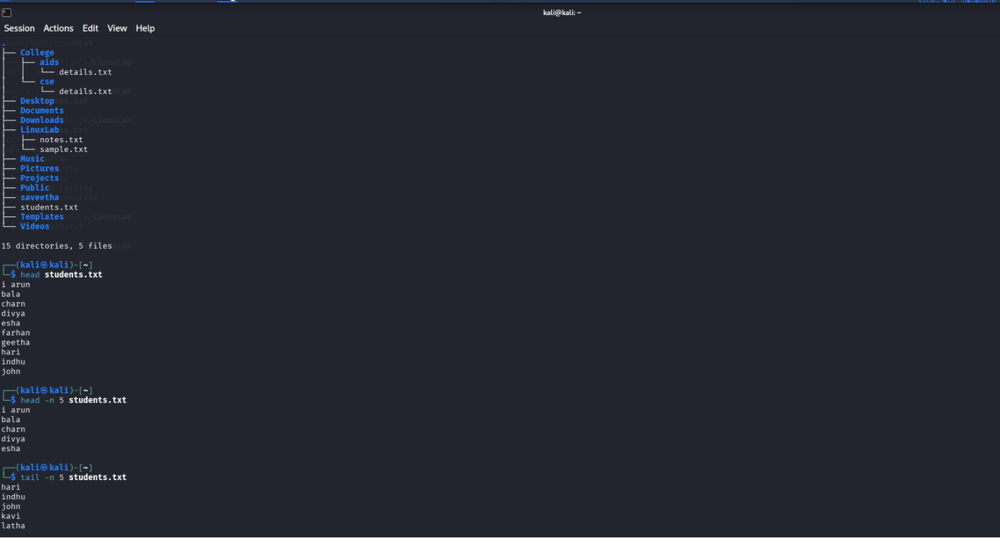 kali@kali: ~
Session Actions Edit View Help
.
├── College
│   ├── aids
│   │   └── details.txt
│   └── cse
│       └── details.txt
├── Desktop
├── Documents
├── Downloads
├── LinuxLab
│   ├── notes.txt
│   └── sample.txt
├── Music
├── Pictures
├── Projects
├── Public
├── saveetha
├── students.txt
├── Templates
└── Videos
15 directories, 5 files
┌──(kali㉿kali)-[~]
└─$ head students.txt
i arun
bala
charn
divya
esha
farhan
geetha
hari
indhu
john
┌──(kali㉿kali)-[~]
└─$ head -n 5 students.txt
i arun
bala
charn
divya
esha
┌──(kali㉿kali)-[~]
└─$ tail -n 5 students.txt
hari
indhu
john
kavi
latha